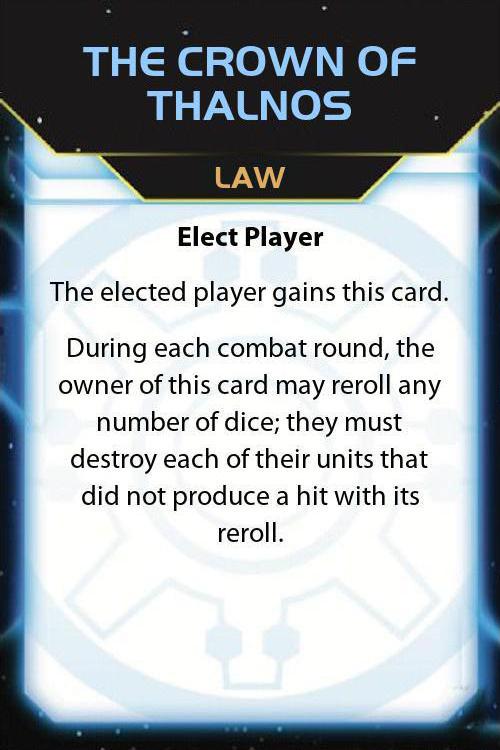 THE CROWN OF
THALNOS
LAW
Elect Player
The elected player gains this card.
During each combat round, the
owner of this card may reroll any
number of dice; they must
destroy each of their units that
did not produce a hit with its
reroll.